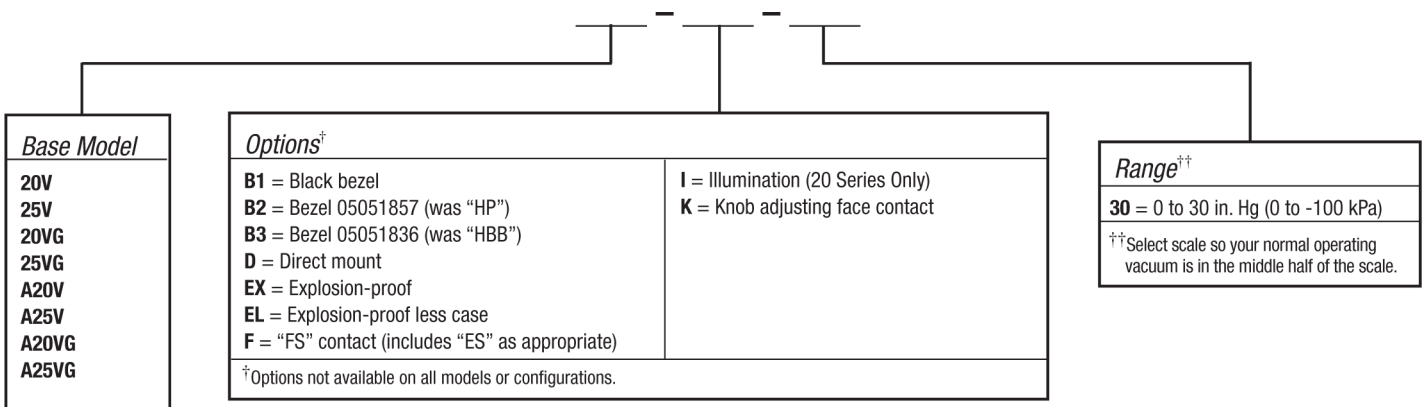 – –
Base Model
20V
25V
20VG
25VG
A20V
A25V
A20VG
A25VG
Options†
B1 = Black bezel
B2 = Bezel 05051857 (was “HP”)
B3 = Bezel 05051836 (was “HBB”)
D = Direct mount
EX = Explosion-proof
EL = Explosion-proof less case
F = “FS” contact (includes “ES” as appropriate)
I = Illumination (20 Series Only)
K = Knob adjusting face contact
†Options not available on all models or configurations.
Range††
30 = 0 to 30 in. Hg (0 to -100 kPa)
††Select scale so your normal operating
vacuum is in the middle half of the scale.